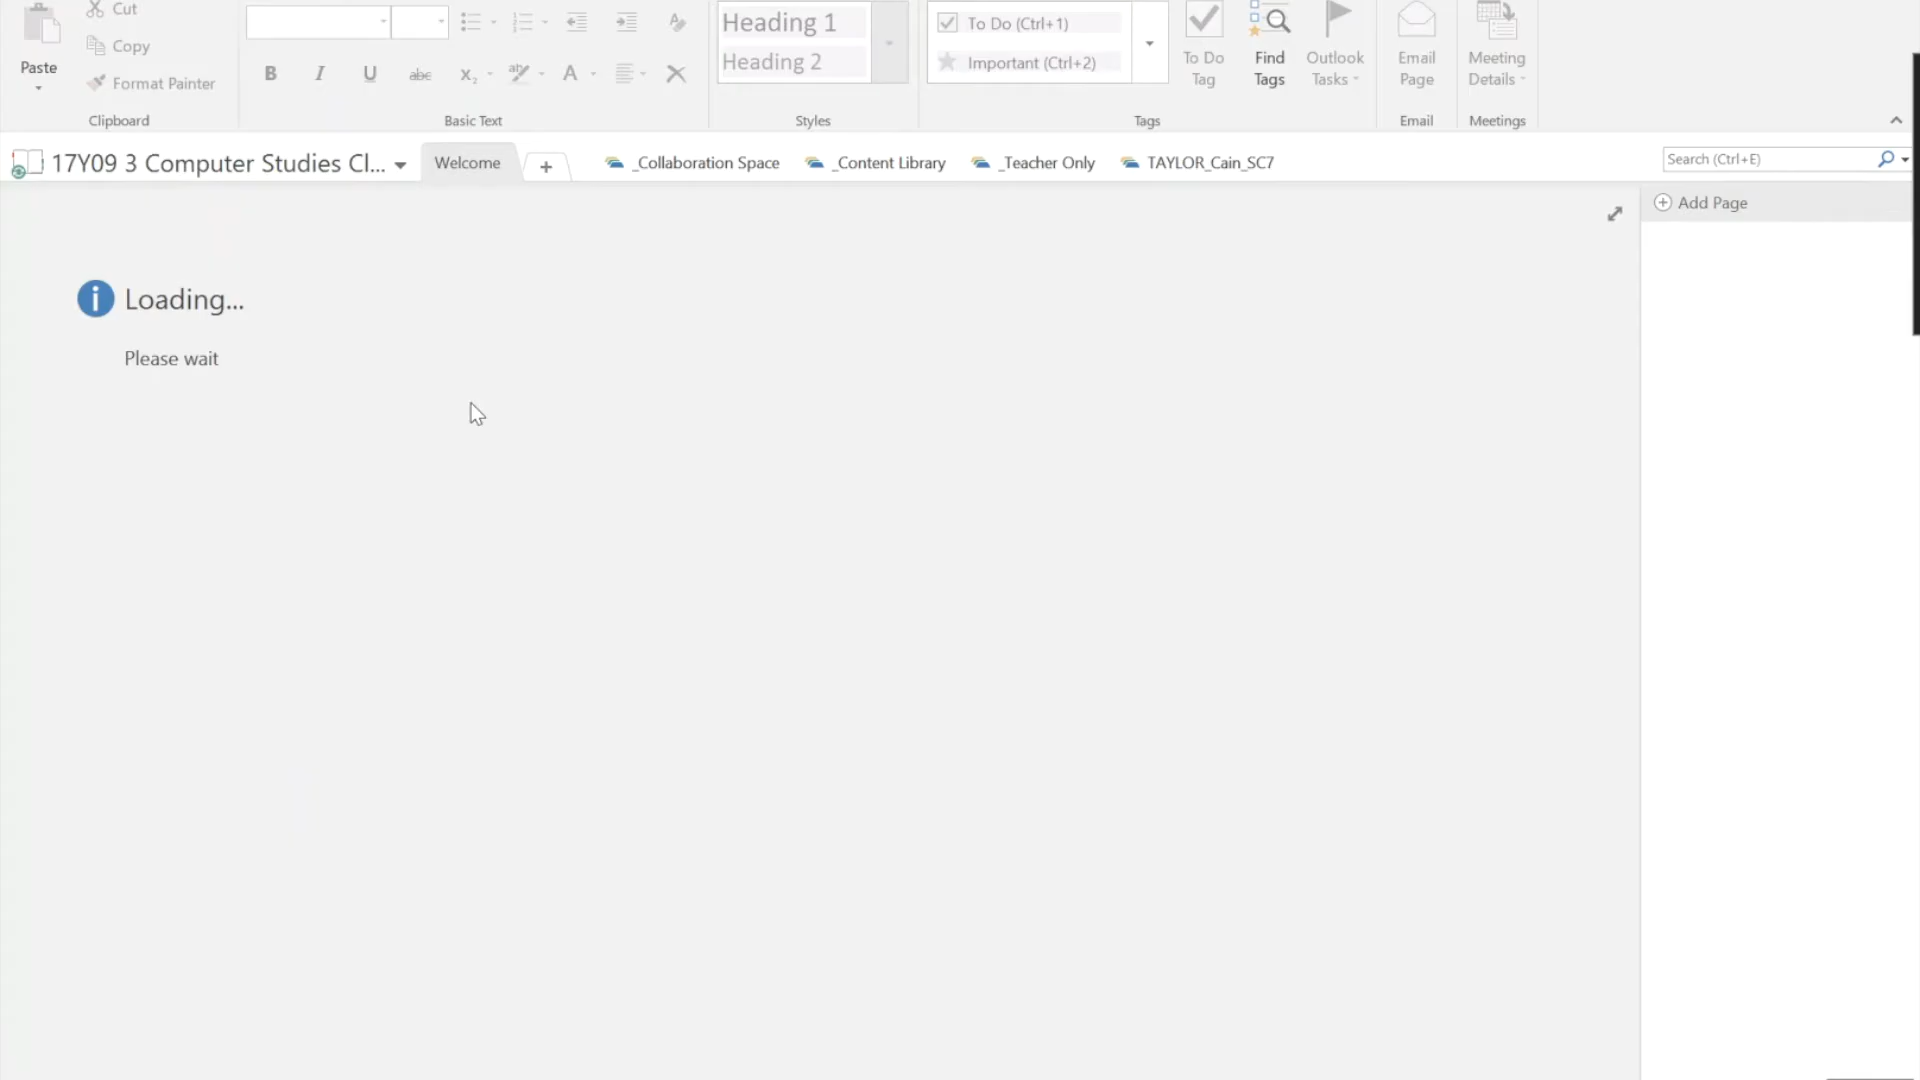 Cut
Copy
Paste
Format Painter
Clipboard
B I U abc X₂ aby A
Basic Text
Heading 1
Heading 2
Styles
To Do (Ctrl+1)
Important (Ctrl+2)
To Do
Tag
Find
Tags
Outlook
Tasks
Tags
Email
Page
Email
Meeting
Details
Meetings
17Y09 3 Computer Studies Cl...
Welcome
+
_Collaboration Space
_Content Library
_Teacher Only
TAYLOR_Cain_SC7
Search (Ctrl+E)
Add Page
i Loading...
Please wait